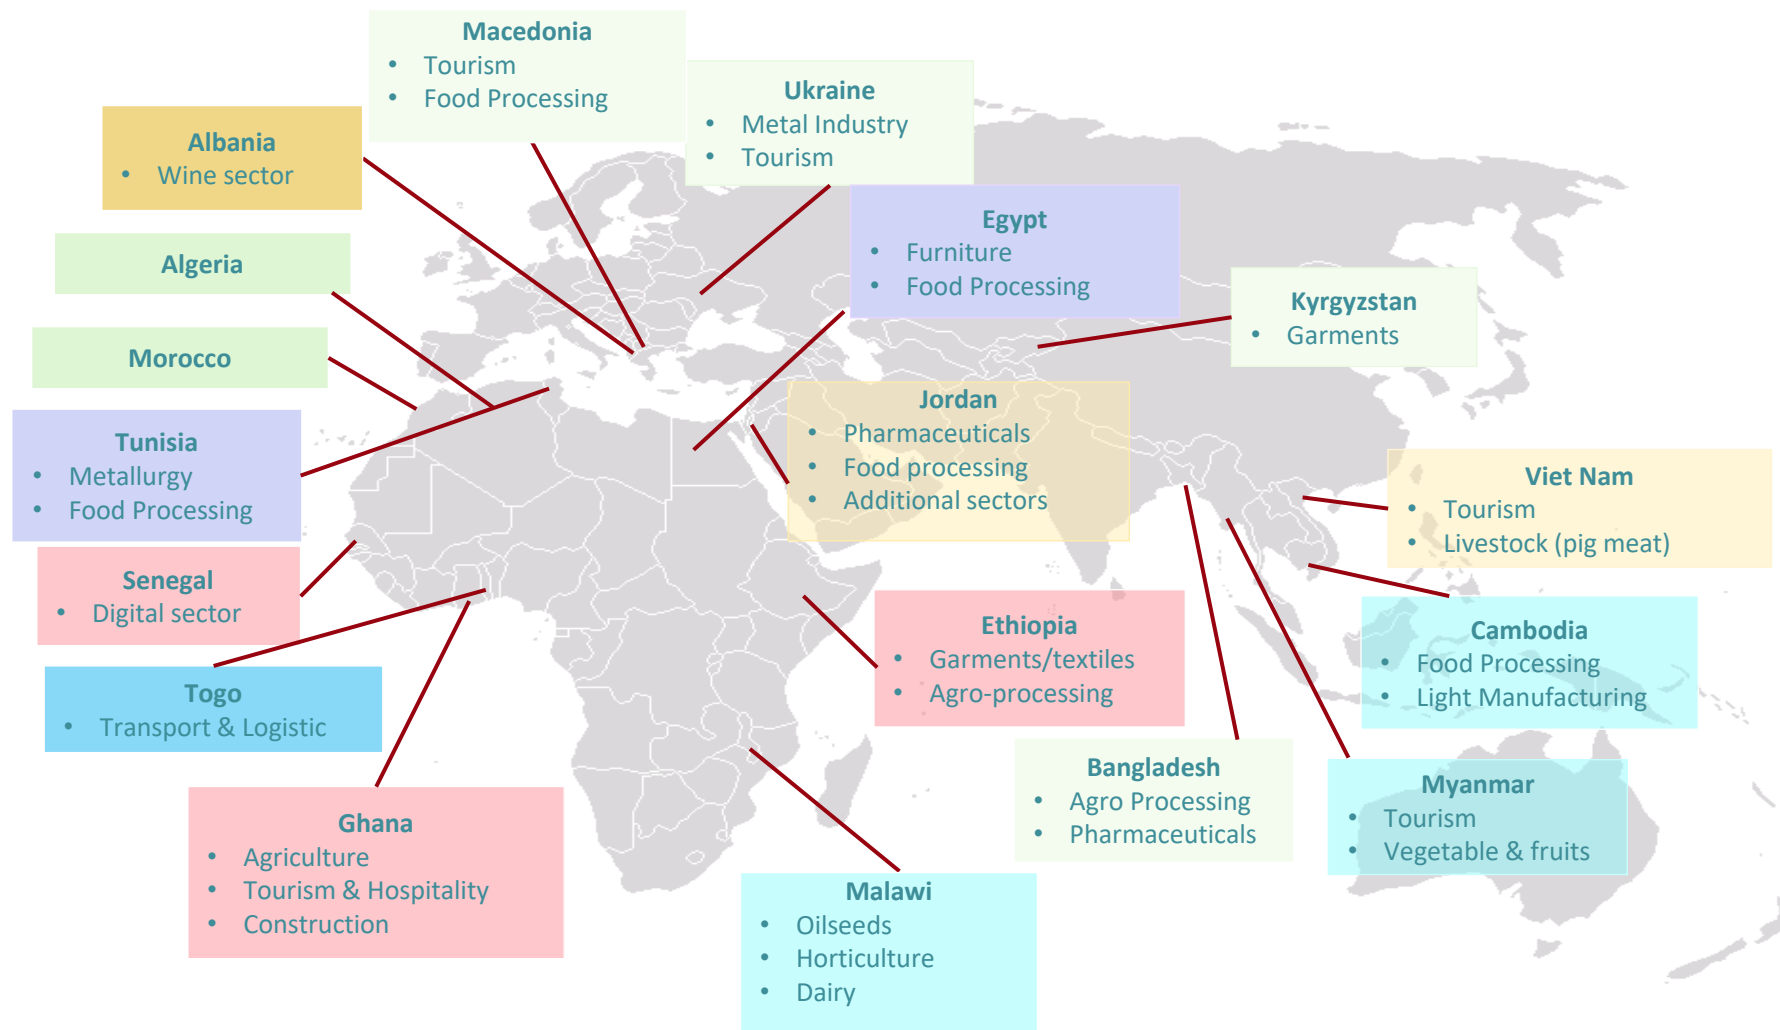 Macedonia
• Tourism
• Food Processing
Ukraine
• Metal Industry
• Tourism
Albania
• Wine sector
Egypt
• Furniture
• Food Processing
Algeria
Kyrgyzstan
• Garments
Morocco
Jordan
• Pharmaceuticals
• Food processing
• Additional sectors
Tunisia
• Metallurgy
• Food Processing
Viet Nam
• Tourism
• Livestock (pig meat)
Senegal
• Digital sector
Ethiopia
• Garments/textiles
• Agro-processing
Cambodia
• Food Processing
• Light Manufacturing
Togo
• Transport & Logistic
Bangladesh
• Agro Processing
• Pharmaceuticals
Myanmar
• Tourism
• Vegetable & fruits
Ghana
• Agriculture
• Tourism & Hospitality
• Construction
Malawi
• Oilseeds
• Horticulture
• Dairy